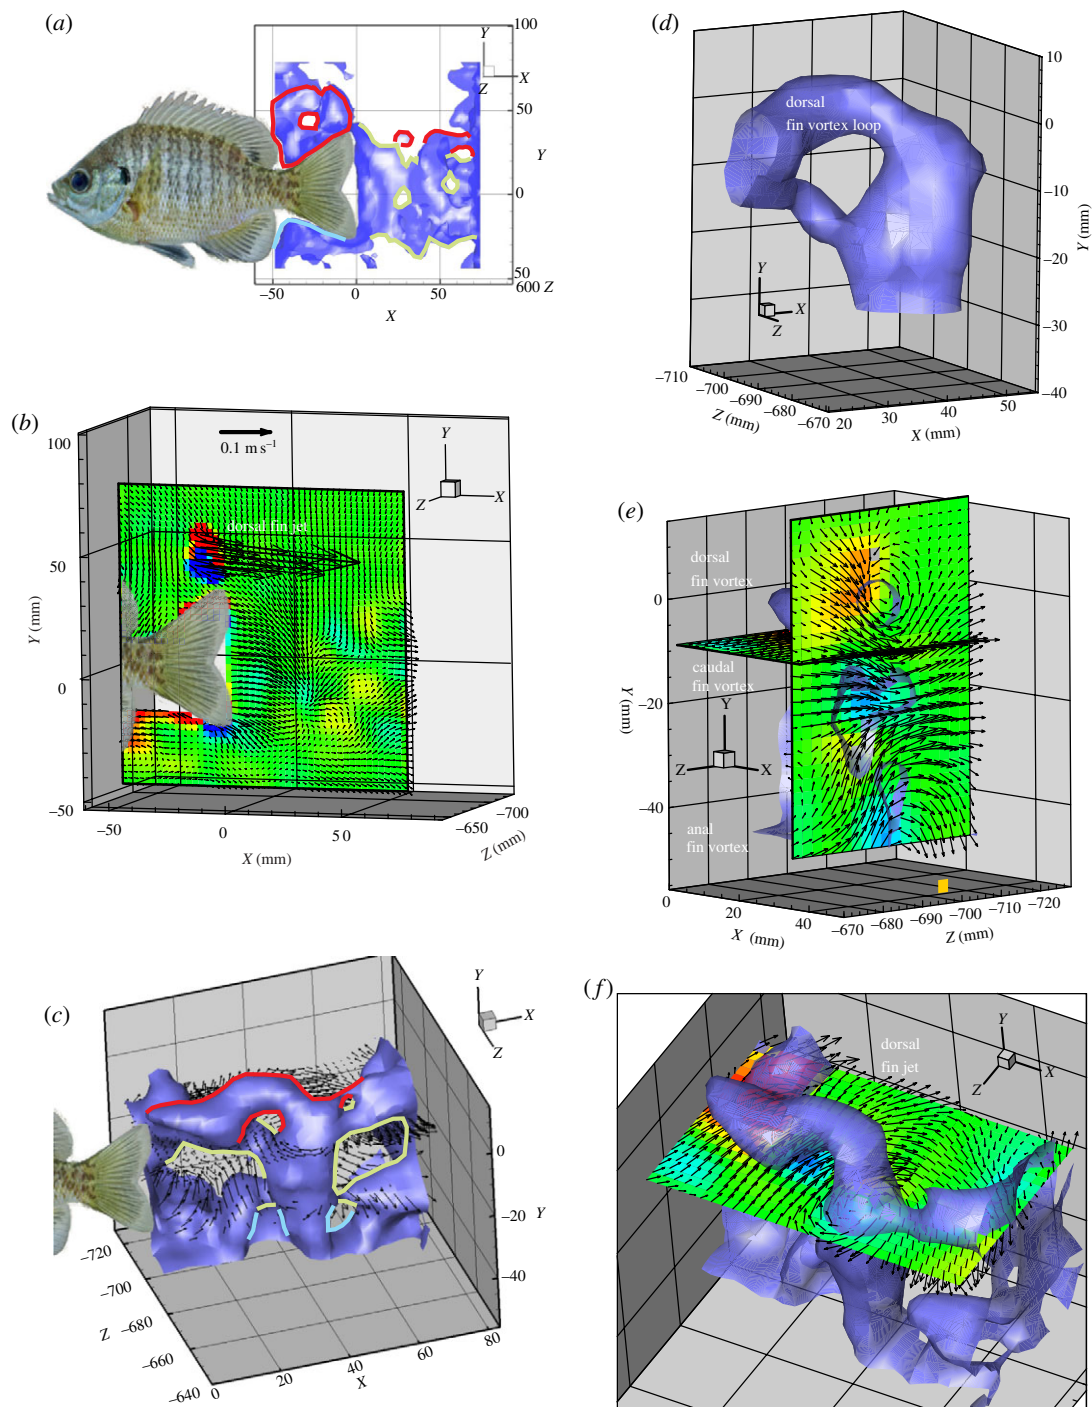 (a)
100
Y
X
Z
50
Y
0
50
600 Z
−50
0
50
X
(d)
dorsal
fin vortex loop
10
0
−10
−20
−30
−40
Y (mm)
Y
X
Z
−710
−700
−690
−680
−670
Z (mm)
20
30
40
50
X (mm)
(b)
100
50
0
−50
Y (mm)
0.1 m s−1
Y
Z
X
dorsal fin jet
−50
0
50
X (mm)
−650
−700
Z (mm)
(e)
dorsal
fin vortex
caudal
fin vortex
anal
fin vortex
0
−20
−40
Y (mm)
Y
Z
X
0
20
40
X (mm)
−670
−680
−690
−700
−710
−720
Z (mm)
(c)
Y
X
Z
0
−20
−40
Y
−720
−700
−680
−660
−640
Z
0
20
40
60
80
X
(f)
dorsal
fin jet
Y
Z
X